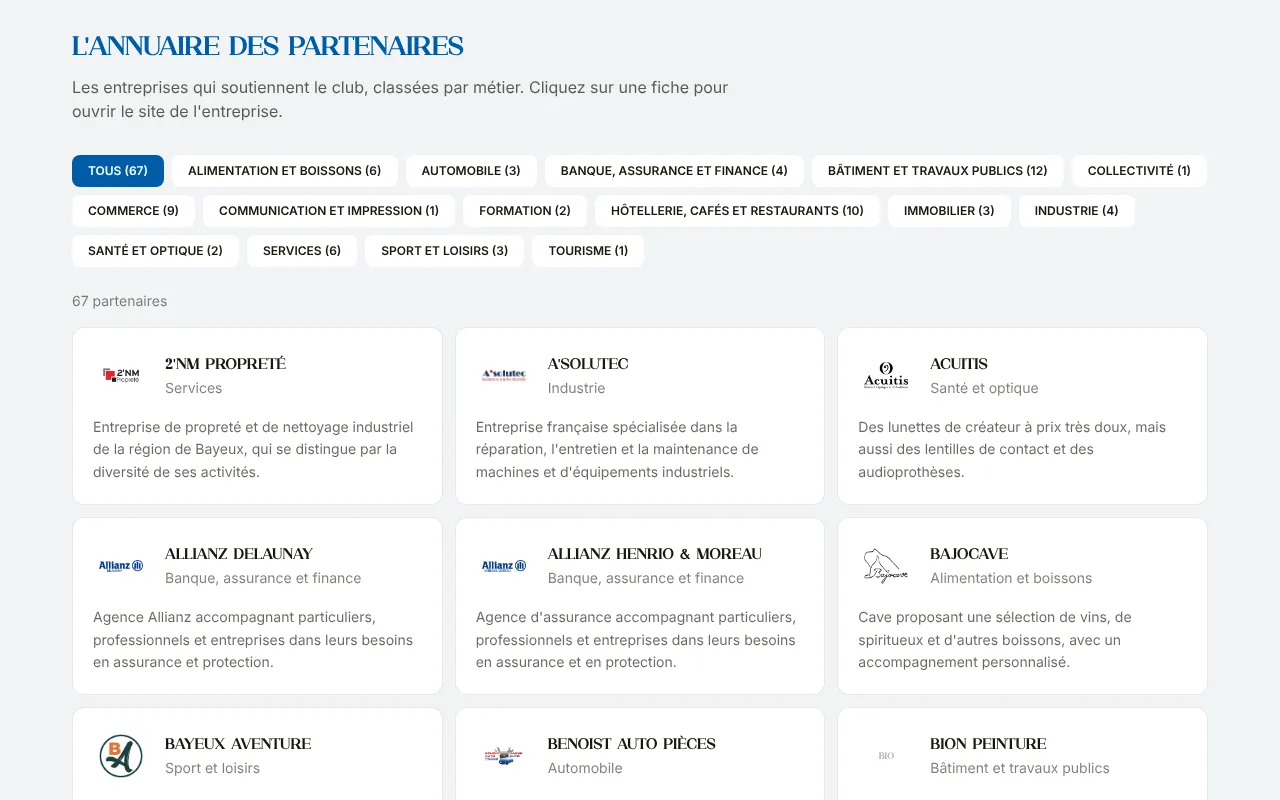 L'ANNUAIRE DES PARTENAIRES
Les entreprises qui soutiennent le club, classées par métier. Cliquez sur une fiche pour
ouvrir le site de l'entreprise.
TOUS (67)
ALIMENTATION ET BOISSONS (6)
AUTOMOBILE (3)
BANQUE, ASSURANCE ET FINANCE (4)
BÂTIMENT ET TRAVAUX PUBLICS (12)
COLLECTIVITÉ (1)
COMMERCE (9)
COMMUNICATION ET IMPRESSION (1)
FORMATION (2)
HÔTELLERIE, CAFÉS ET RESTAURANTS (10)
IMMOBILIER (3)
INDUSTRIE (4)
SANTÉ ET OPTIQUE (2)
SERVICES (6)
SPORT ET LOISIRS (3)
TOURISME (1)
67 partenaires
2'NM
Propreté
2'NM PROPRETÉ
Services
Entreprise de propreté et de nettoyage industriel
de la région de Bayeux, qui se distingue par la
diversité de ses activités.
A'solutec
A'SOLUTEC
Industrie
Entreprise française spécialisée dans la
réparation, l'entretien et la maintenance de
machines et d'équipements industriels.
Acuitis
ACUITIS
Santé et optique
Des lunettes de créateur à prix très doux, mais
aussi des lentilles de contact et des
audioprothèses.
Allianz
ALLIANZ DELAUNAY
Banque, assurance et finance
Agence Allianz accompagnant particuliers,
professionnels et entreprises dans leurs besoins
en assurance et protection.
Allianz
ALLIANZ HENRIO & MOREAU
Banque, assurance et finance
Agence d'assurance accompagnant particuliers,
professionnels et entreprises dans leurs besoins
en assurance et en protection.
Bajocave
BAJOCAVE
Alimentation et boissons
Cave proposant une sélection de vins, de
spiritueux et d'autres boissons, avec un
accompagnement personnalisé.
BA
BAYEUX AVENTURE
Sport et loisirs
BENOIST AUTO PIÈCES
Automobile
BIO
BION PEINTURE
Bâtiment et travaux publics